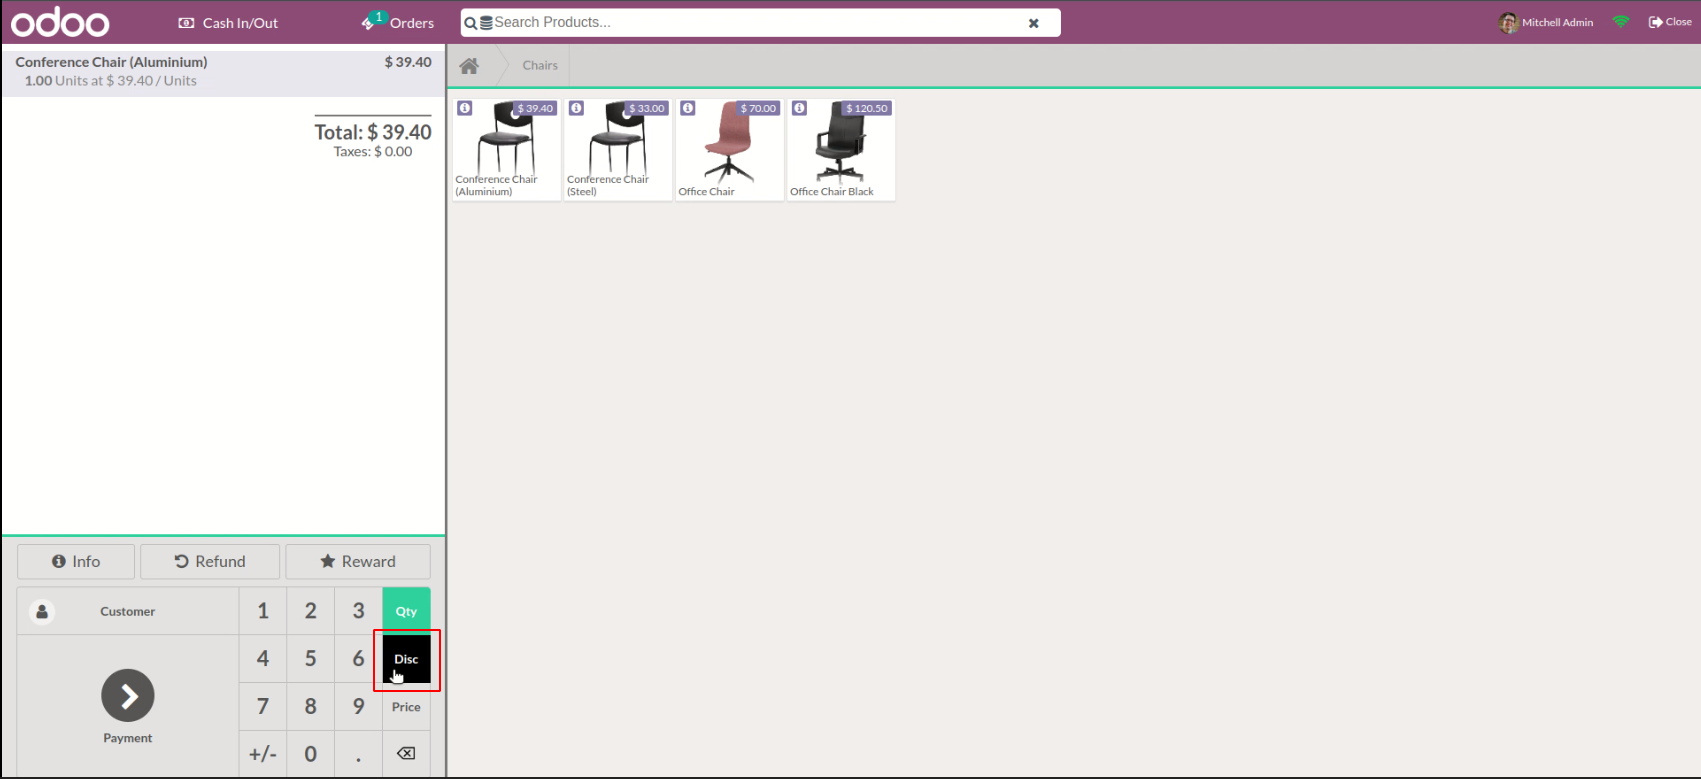 odoo
Cash In/Out
1
Orders
Search Products...
Mitchell Admin
Close
Conference Chair (Aluminium) $ 39.40
1.00 Units at $ 39.40 / Units
Total: $ 39.40
Taxes: $ 0.00
Chairs
$ 39.40
Conference Chair
(Aluminium)
$ 33.00
Conference Chair
(Steel)
$ 70.00
Office Chair
$ 120.50
Office Chair Black
Info
Refund
Reward
Customer
1 2 3 Qty
4 5 6 Disc
7 8 9 Price
Payment
+/- 0 .